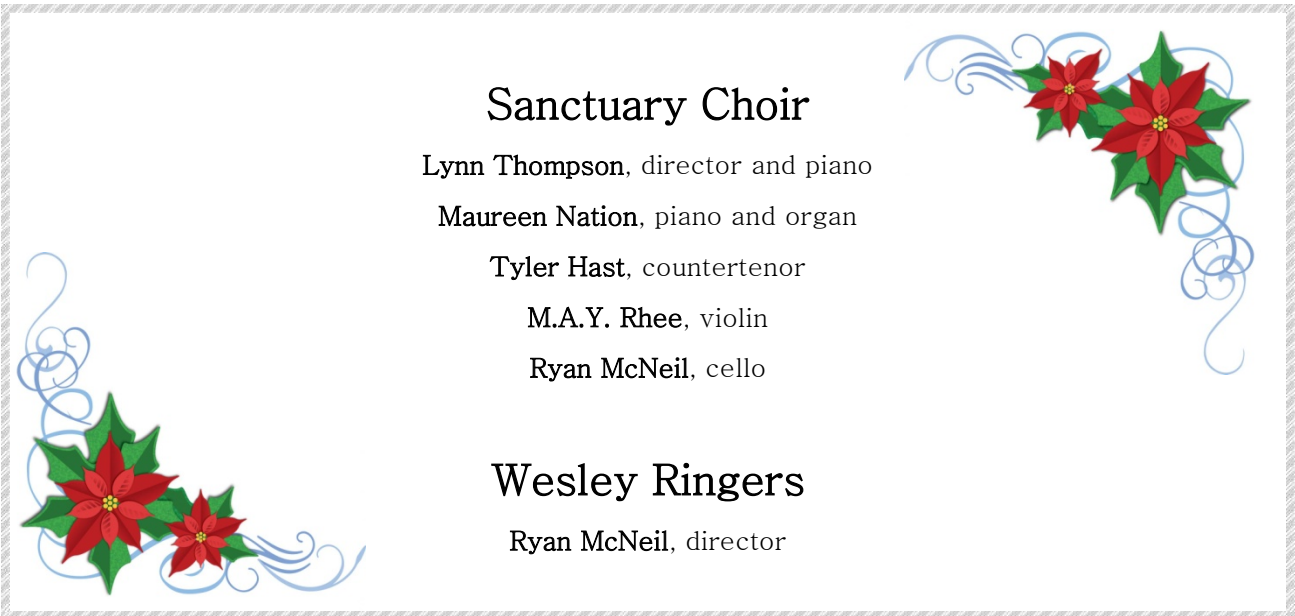 Sanctuary Choir
Lynn Thompson, director and piano
Maureen Nation, piano and organ
Tyler Hast, countertenor
M.A.Y. Rhee, violin
Ryan McNeil, cello
Wesley Ringers
Ryan McNeil, director